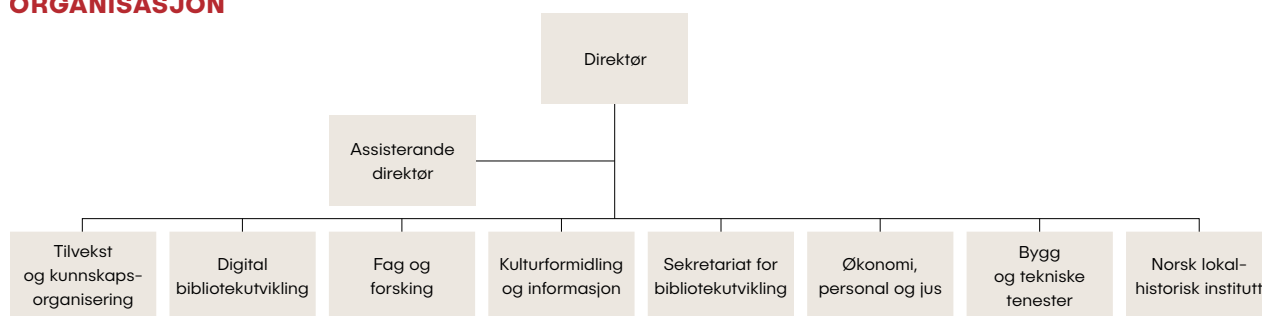 ORGANISASJON
Direktør
Assisterande
direktør
Tilvekst
og kunnskaps-
organisering
Digital
bibliotekutvikling
Fag og
forsking
Kulturformidling
og informasjon
Sekretariat for
bibliotekutvikling
Økonomi,
personal og jus
Bygg
og tekniske
tenester
Norsk lokal-
historisk institutt